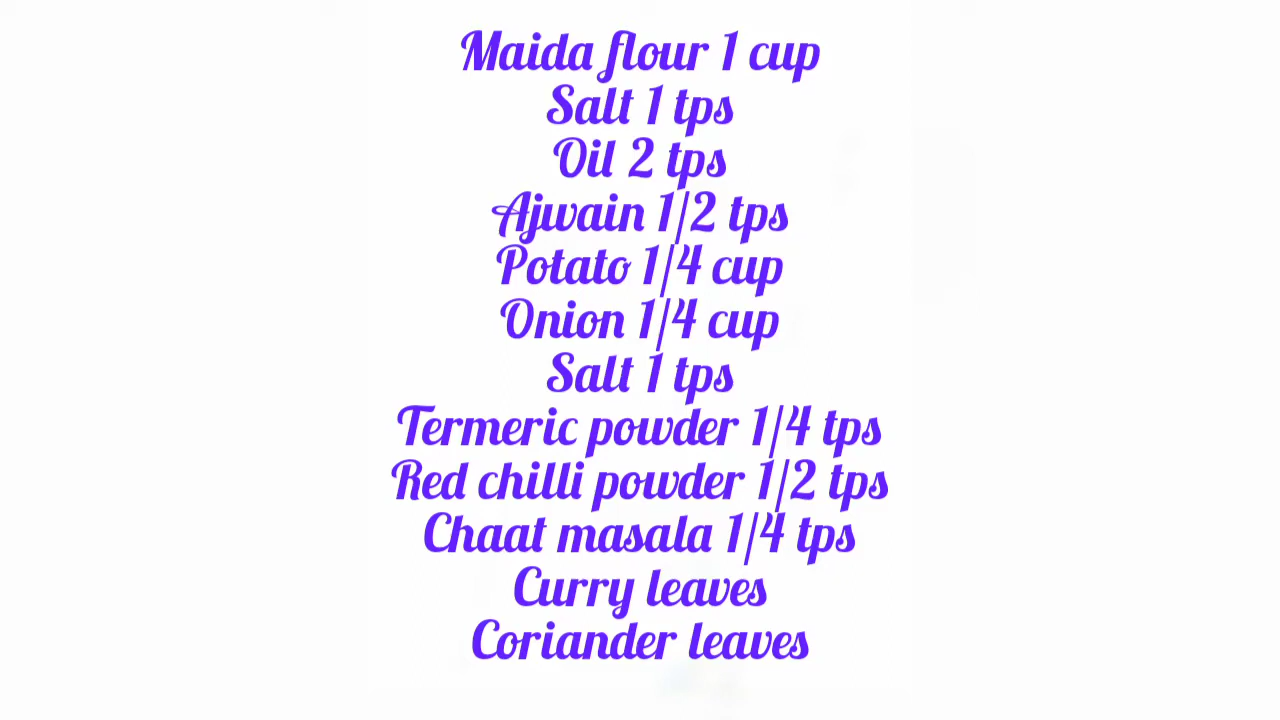 Maida flour 1 cup
Salt 1 tps
Oil 2 tps
Ajwain 1/2 tps
Potato 1/4 cup
Onion 1/4 cup
Salt 1 tps
Termeric powder 1/4 tps
Red chilli powder 1/2 tps
Chaat masala 1/4 tps
Curry leaves
Coriander leaves